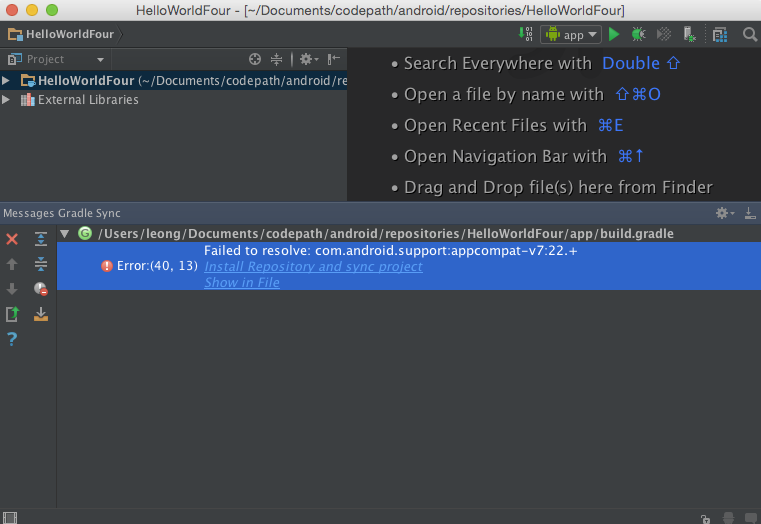 HelloWorldFour - [~/Documents/codepath/android/repositories/HelloWorldFour]
HelloWorldFour
app
Project
HelloWorldFour (~/Documents/codepath/android/re
External Libraries
• Search Everywhere with Double ⇧
• Open a file by name with ⇧⌘O
• Open Recent Files with ⌘E
• Open Navigation Bar with ⌘↑
• Drag and Drop file(s) here from Finder
Messages Gradle Sync
/Users/leong/Documents/codepath/android/repositories/HelloWorldFour/app/build.gradle
Error:(40, 13) Failed to resolve: com.android.support:appcompat-v7:22.+
Install Repository and sync project
Show in File